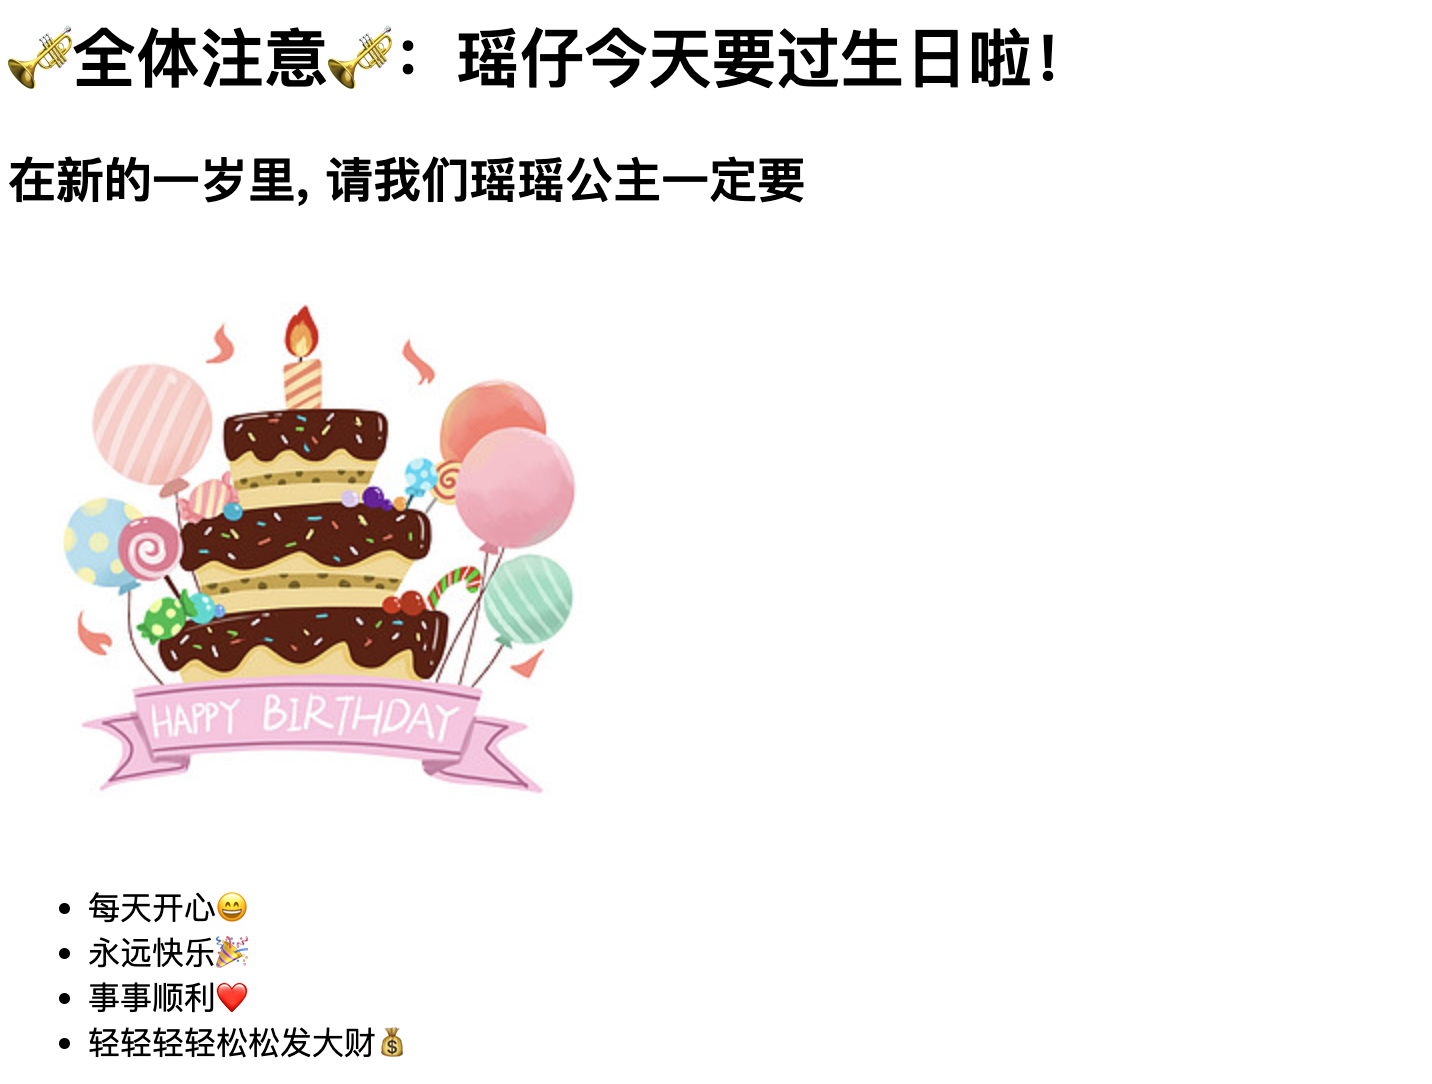 🎺全体注意🎺：瑶仔今天要过生日啦！
在新的一岁里，请我们瑶瑶公主一定要
HAPPY BIRTHDAY
• 每天开心😄
• 永远快乐🎉
• 事事顺利❤️
• 轻轻轻轻松松发大财💰